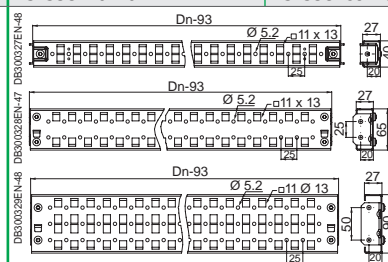 Dn-93
DB300327EN-48
Ø 5.2
□11 x 13
25
27
40
20
Dn-93
DB300328EN-47
Ø 5.2
□11 x 13
25
27
25
65
20
Dn-93
DB300329EN-48
Ø 5.2
□11 Ø 13
25
27
50
90
20